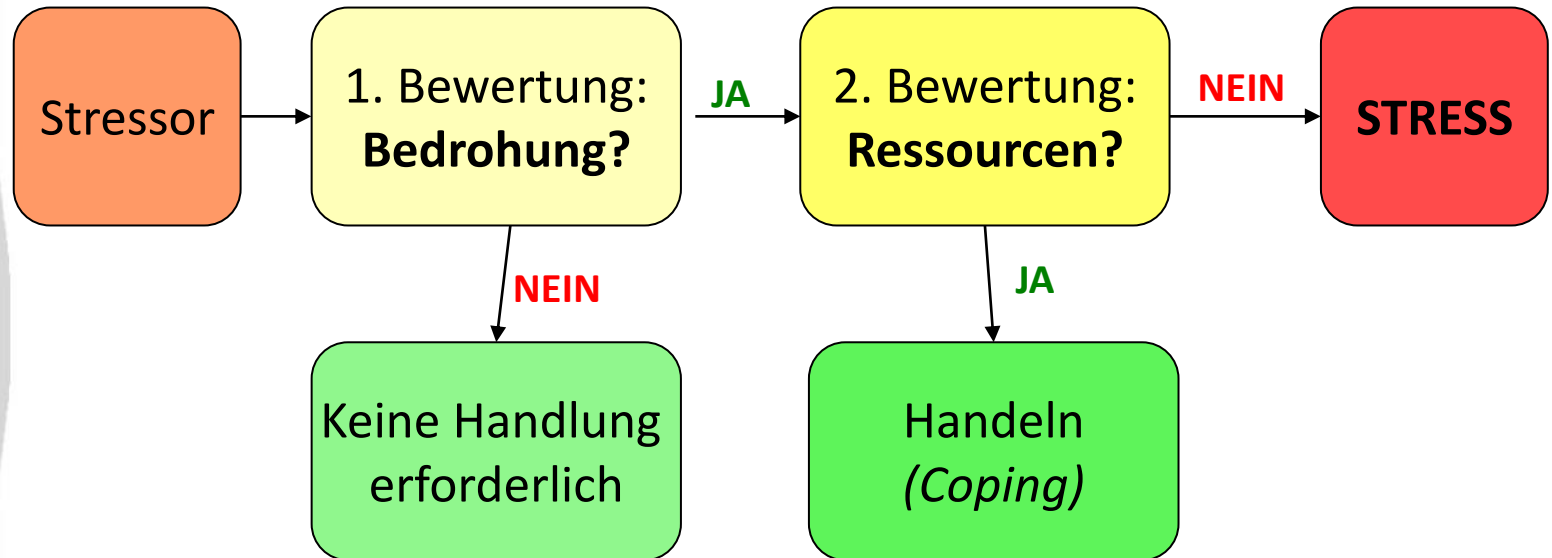 Stressor
1. Bewertung:
Bedrohung?
JA
2. Bewertung:
Ressourcen?
NEIN
STRESS
NEIN
JA
Keine Handlung
erforderlich
Handeln
(Coping)